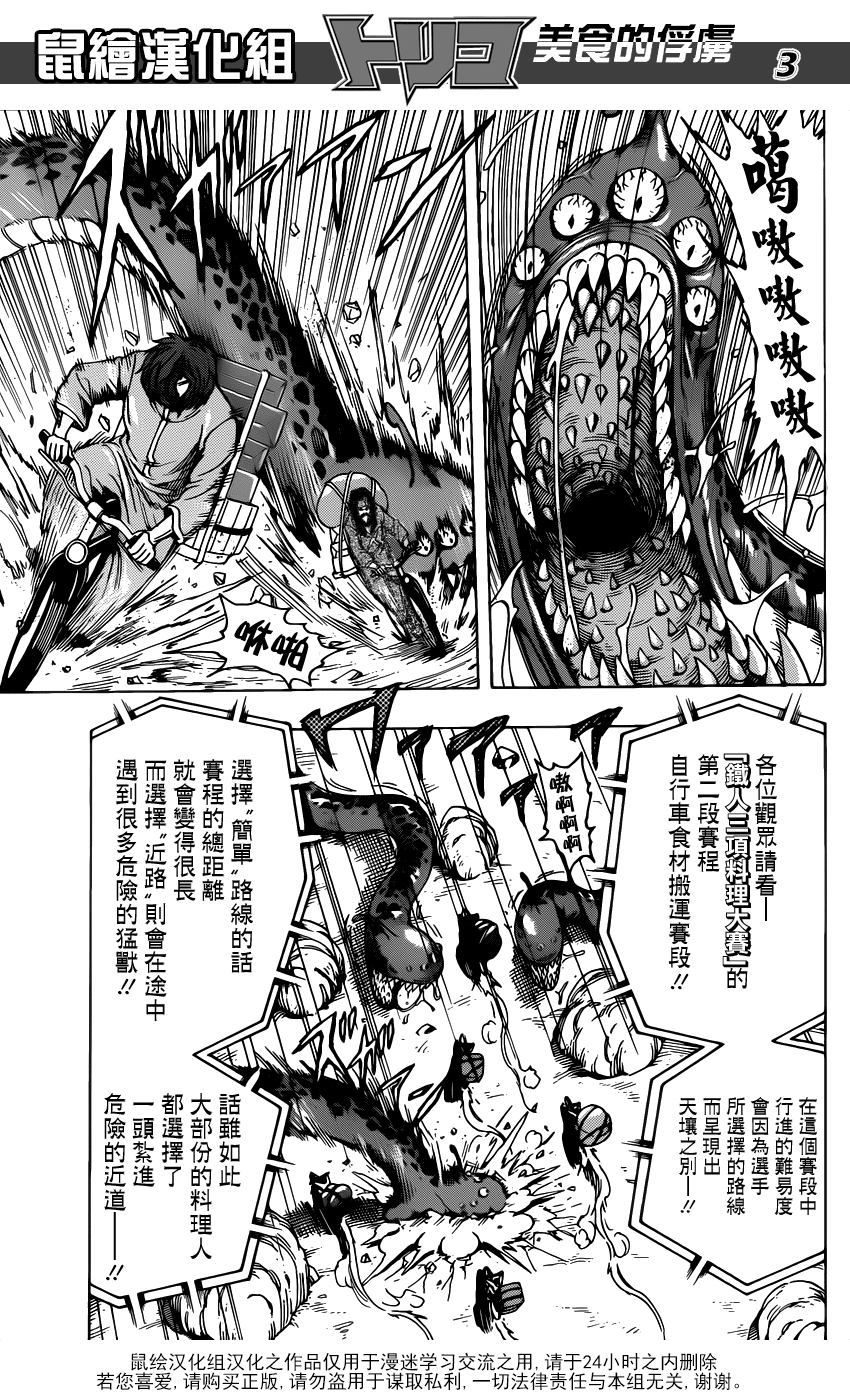 鼠繪漢化組
トリコ
美食的俘虜
3
噶嗷嗷嗷嗷
咻啪
各位觀眾請看—
「鐵人三項料理大賽」的
第二段賽程
自行車食材搬運賽段!!
嗷啊啊啊
在這個賽段中
行進的難易度
會因為選手
所選擇的路線
而呈現出
天壤之別—!!
選擇“簡單”路線的話
賽程的總距離
就會變得很長
而選擇“近路”則會在途中
遇到很多危險的猛獸!!
話雖如此
大部份的料理人
都選擇了
一頭紮進
危險的近道——!!
鼠绘汉化组汉化之作品仅用于漫迷学习交流之用, 请于24小时之内删除
若您喜爱, 请购买正版, 请勿盗用于谋取私利, 一切法律责任与本组无关, 谢谢。